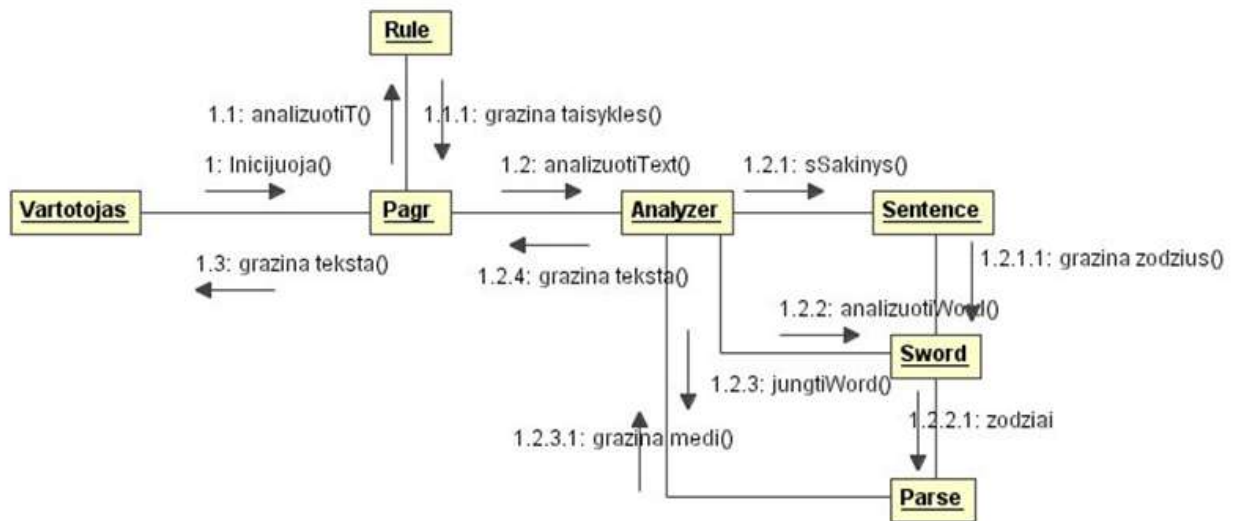 Rule
1.1: analizuotiT()
1.1.1: grazina taisykles()
1: Inicijuoja()
1.2: analizuotiText()
1.2.1: sSakinys()
Vartotojas
Pagr
Analyzer
Sentence
1.3: grazina teksta()
1.2.4: grazina teksta()
1.2.1.1: grazina zodzius()
1.2.2: analizuotiWord()
Sword
1.2.3: jungtiWord()
1.2.2.1: zodziai
1.2.3.1: grazina medi()
Parse